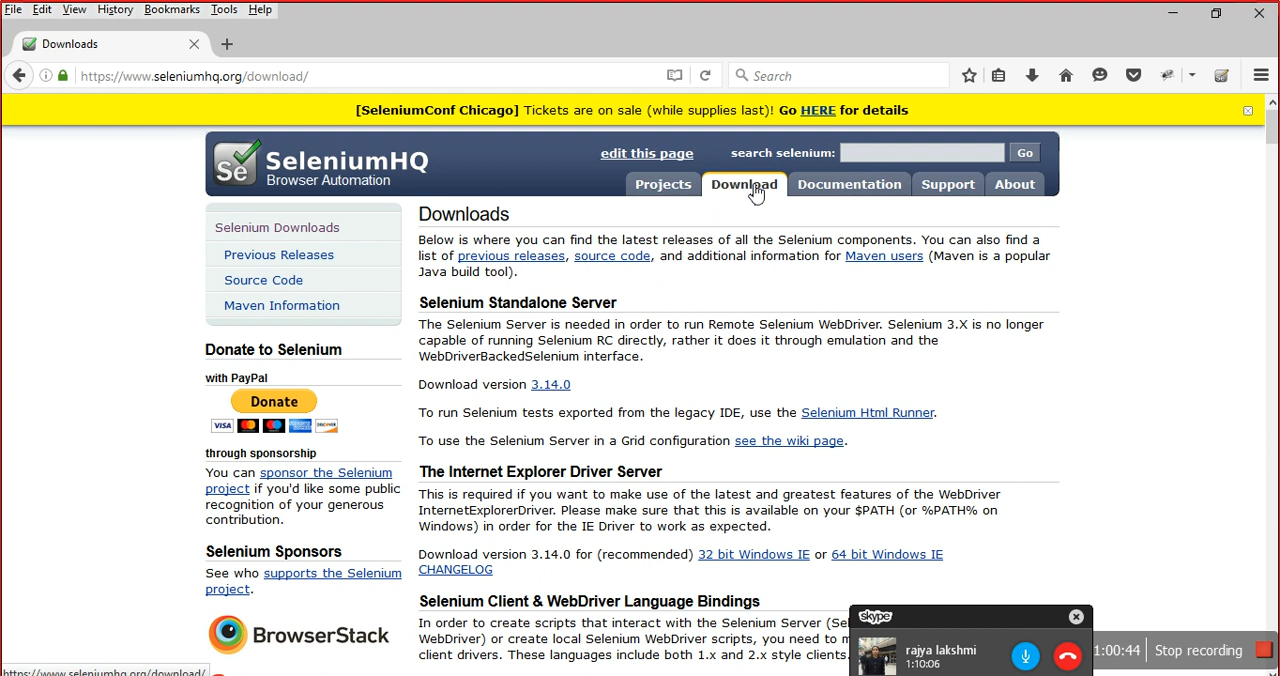 File Edit View History Bookmarks Tools Help
Downloads
https://www.seleniumhq.org/download/
Search
[SeleniumConf Chicago] Tickets are on sale (while supplies last)! Go HERE for details
Se SeleniumHQ
Browser Automation
edit this page
search selenium:
Go
Projects Download Documentation Support About
Selenium Downloads
Previous Releases
Source Code
Maven Information
Donate to Selenium
with PayPal
Donate
VISA
DISCOVER
through sponsorship
You can sponsor the Selenium
project if you'd like some public
recognition of your generous
contribution.
Selenium Sponsors
See who supports the Selenium
project.
BrowserStack
Downloads
Below is where you can find the latest releases of all the Selenium components. You can also find a
list of previous releases, source code, and additional information for Maven users (Maven is a popular
Java build tool).
Selenium Standalone Server
The Selenium Server is needed in order to run Remote Selenium WebDriver. Selenium 3.X is no longer
capable of running Selenium RC directly, rather it does it through emulation and the
WebDriverBackedSelenium interface.
Download version 3.14.0
To run Selenium tests exported from the legacy IDE, use the Selenium Html Runner.
To use the Selenium Server in a Grid configuration see the wiki page.
The Internet Explorer Driver Server
This is required if you want to make use of the latest and greatest features of the WebDriver
InternetExplorerDriver. Please make sure that this is available on your $PATH (or %PATH% on
Windows) in order for the IE Driver to work as expected.
Download version 3.14.0 for (recommended) 32 bit Windows IE or 64 bit Windows IE
CHANGELOG
Selenium Client & WebDriver Language Bindings
In order to create scripts that interact with the Selenium Server (Sel
WebDriver) or create local Selenium WebDriver scripts, you need to m
client drivers. These languages include both 1.x and 2.x style clients.
skype
rajya lakshmi
1:10:06
1:00:44 Stop recording
https://www.seleniumhq.org/download/